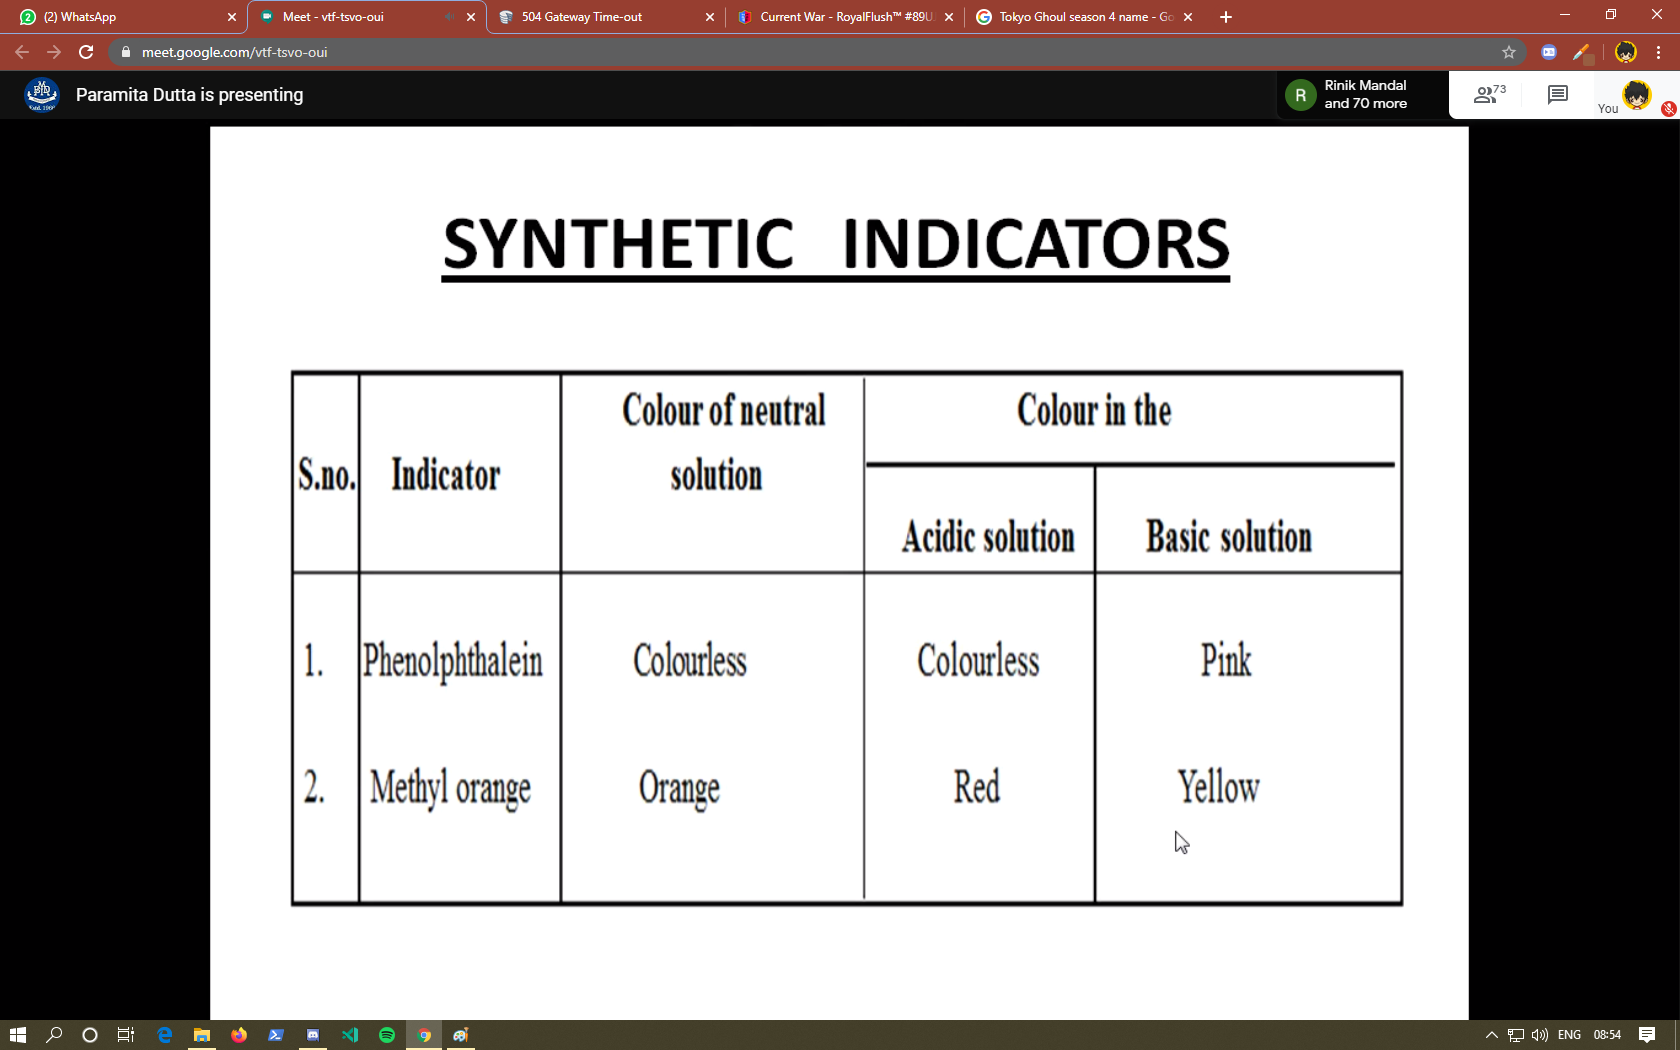 (2) WhatsApp
Meet - vtf-tsvo-oui
504 Gateway Time-out
Current War - RoyalFlush™ #89U
Tokyo Ghoul season 4 name - Go
meet.google.com/vtf-tsvo-oui
Paramita Dutta is presenting
R
Rinik Mandal
and 70 more
73
You
SYNTHETIC INDICATORS
S.no.
Indicator
Colour of neutral
solution
Colour in the
Acidic solution
Basic solution
1. Phenolphthalein Colourless Colourless Pink
2. Methyl orange Orange Red Yellow
ENG 08:54